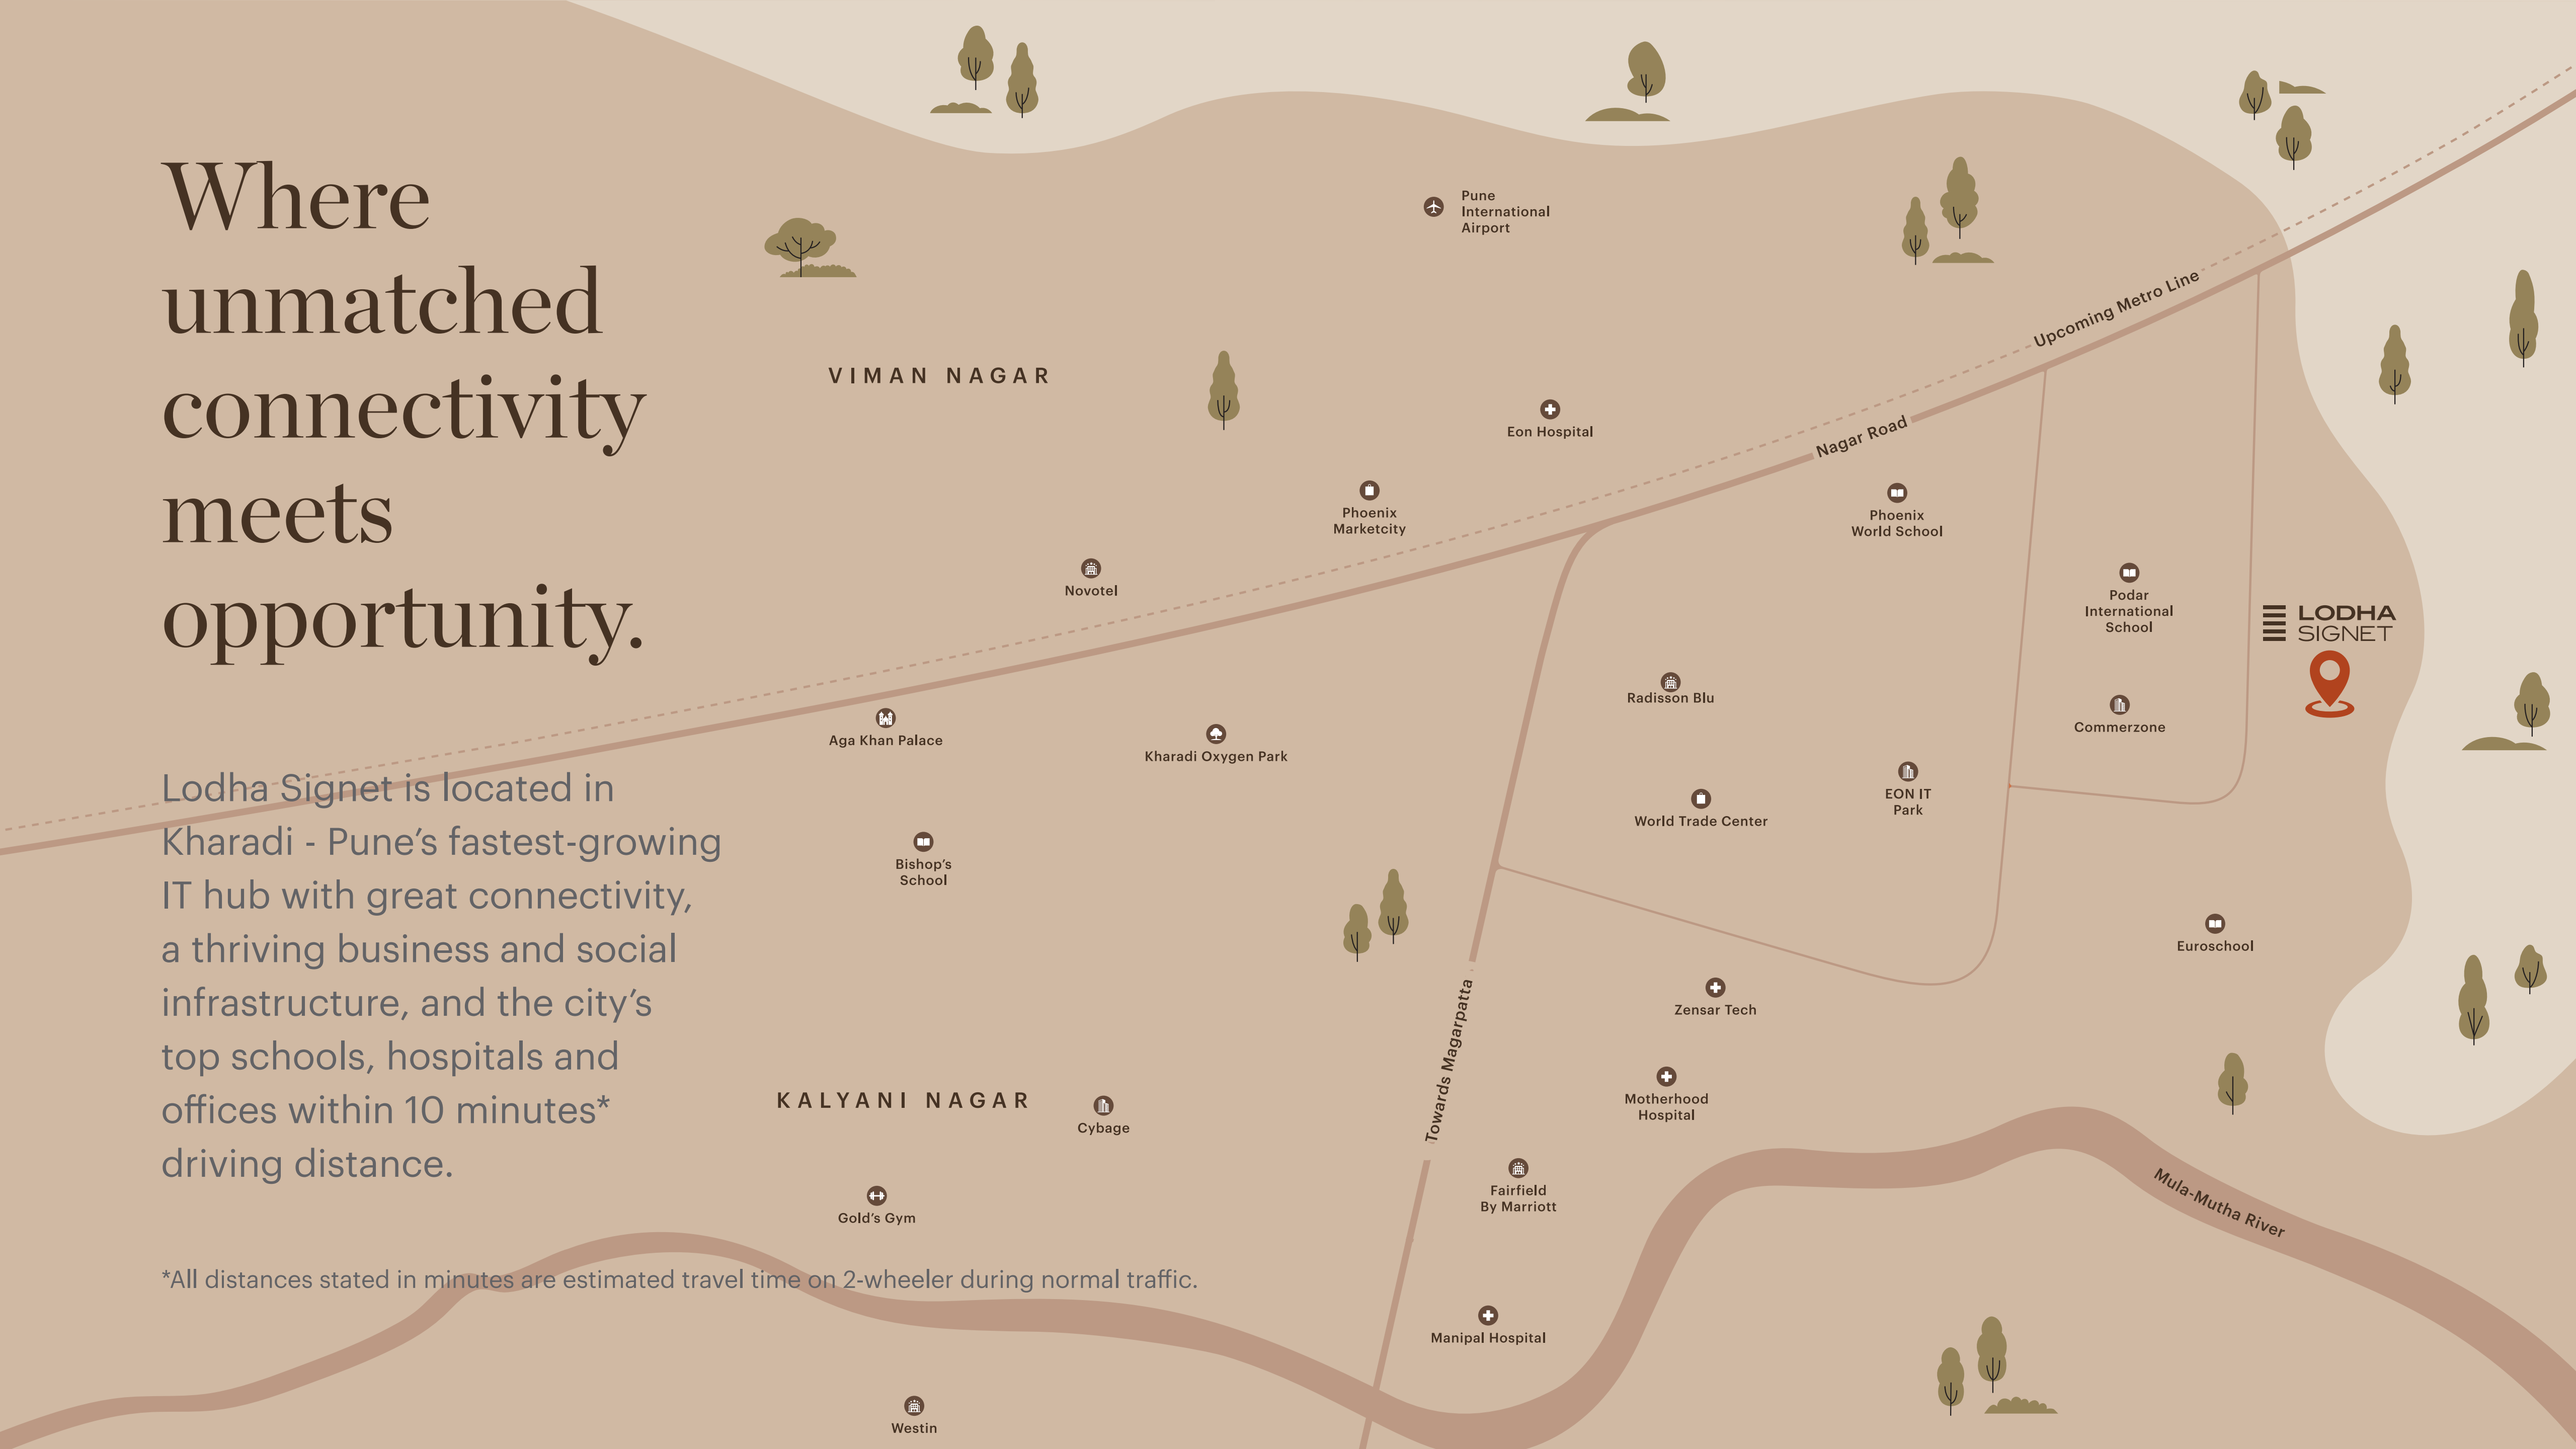 Where
unmatched
connectivity
meets
opportunity.
Lodha Signet is located in
Kharadi - Pune’s fastest-growing
IT hub with great connectivity,
a thriving business and social
infrastructure, and the city’s
top schools, hospitals and
offices within 10 minutes*
driving distance.
*All distances stated in minutes are estimated travel time on 2-wheeler during normal traffic.
Pune
International
Airport
Upcoming Metro Line
VIMAN NAGAR
Eon Hospital
Nagar Road
Phoenix
Marketcity
Phoenix
World School
Novotel
Podar
International
School
LODHA
SIGNET
Radisson Blu
Aga Khan Palace
Kharadi Oxygen Park
Commerzone
World Trade Center
EON IT
Park
Bishop’s
School
Euroschool
Zensar Tech
Towards Magarpatta
KALYANI NAGAR
Cybage
Motherhood
Hospital
Gold’s Gym
Fairfield
By Marriott
Mula-Mutha River
Manipal Hospital
Westin